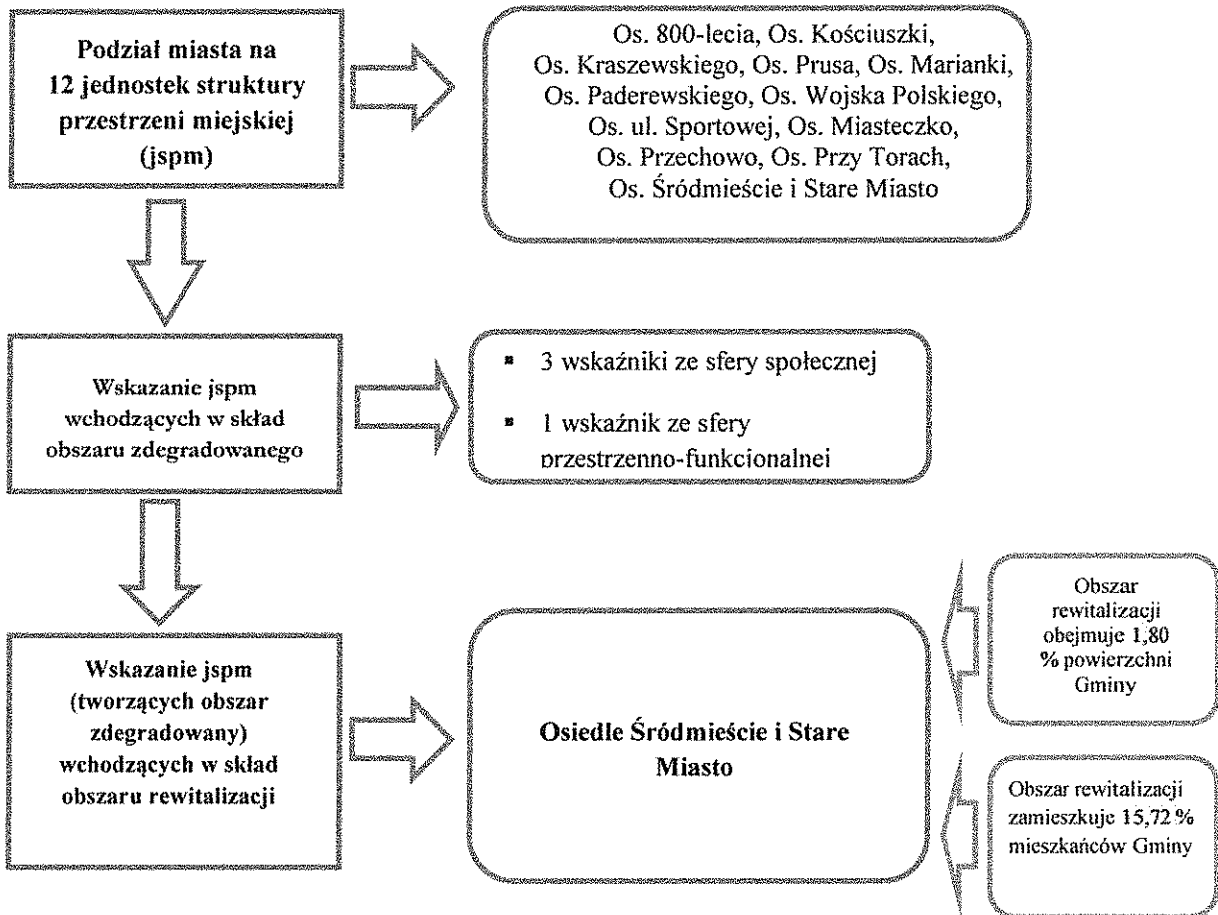 Podział miasta na
12 jednostek struktury
przestrzeni miejskiej
(jspm)
Os. 800-lecia, Os. Kościuszki,
Os. Kraszewskiego, Os. Prusa, Os. Marianki,
Os. Paderewskiego, Os. Wojska Polskiego,
Os. ul. Sportowej, Os. Miasteczko,
Os. Przechowo, Os. Przy Torach,
Os. Śródmieście i Stare Miasto
Wskazanie jspm
wchodzących w skład
obszaru zdegradowanego
▪ 3 wskaźniki ze sfery społecznej
▪ 1 wskaźnik ze sfery
przestrzenno-funkcjonalnej
Wskazanie jspm
(tworzących obszar
zdegradowany)
wchodzących w skład
obszaru rewitalizacji
Osiedle Śródmieście i Stare
Miasto
Obszar
rewitalizacji
obejmuje 1,80
% powierzchni
Gminy
Obszar rewitalizacji
zamieszkuje 15,72 %
mieszkańców Gminy